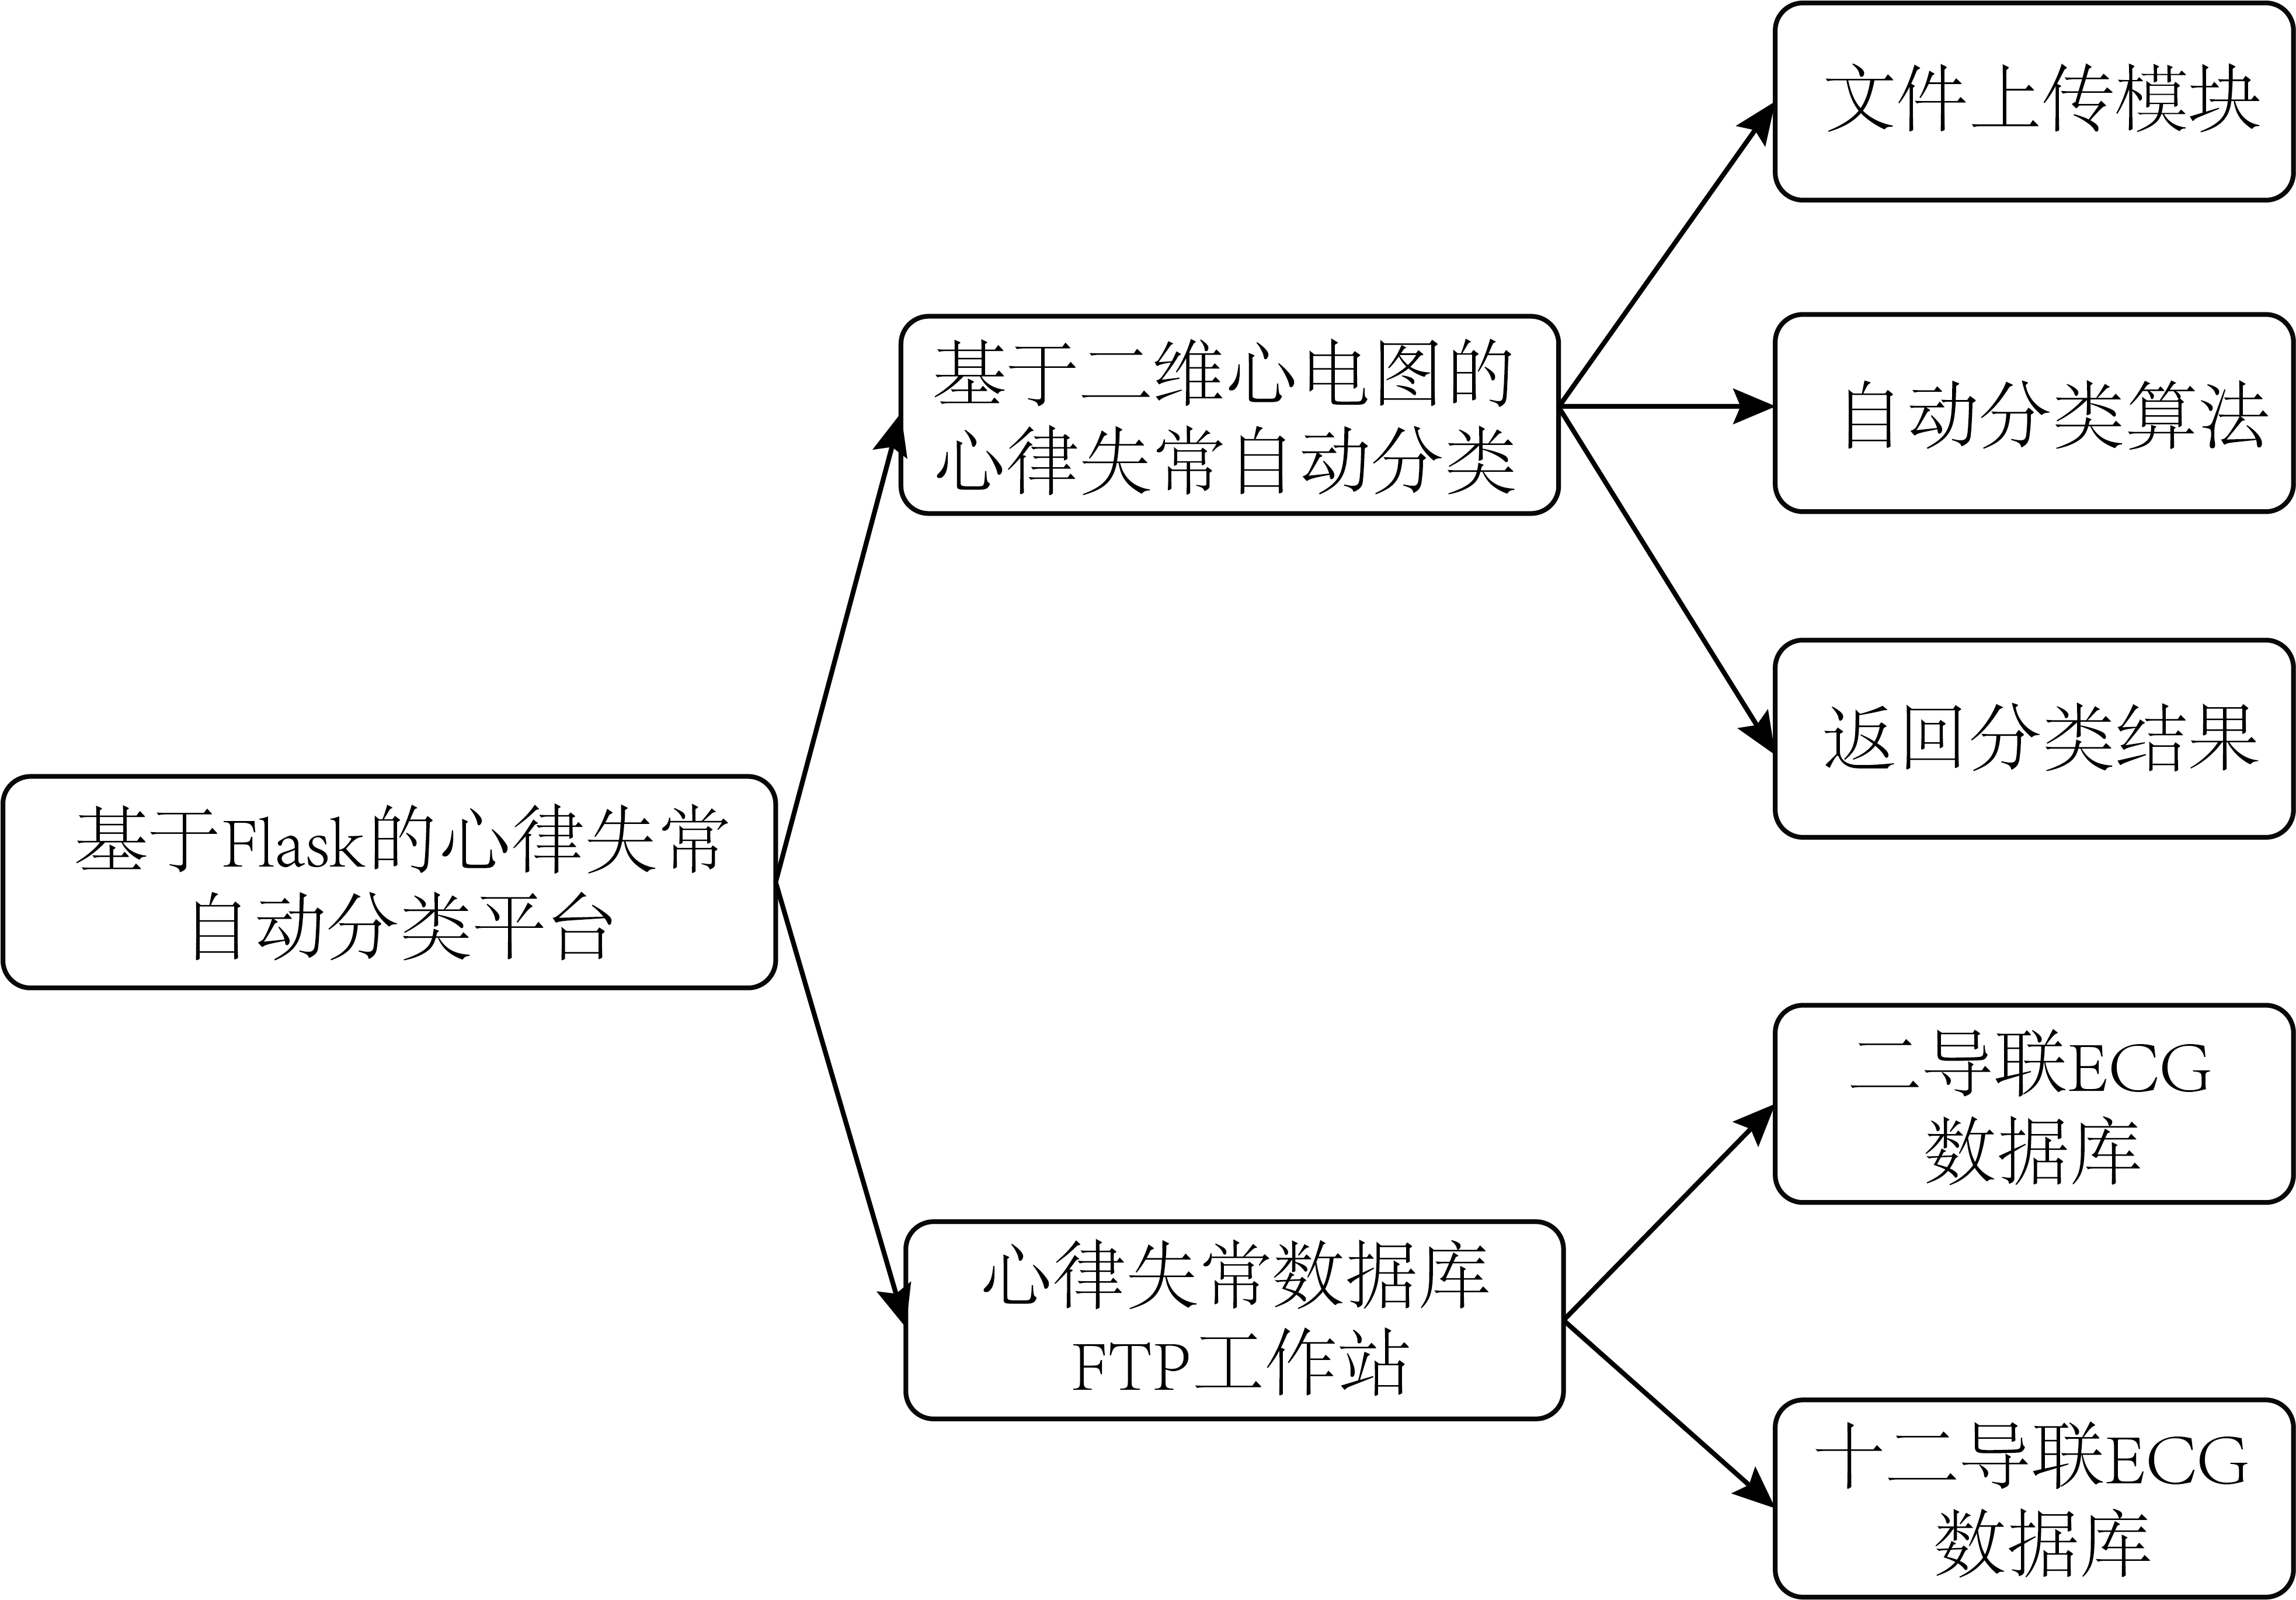 文件上传模块
基于二维心电图的
心律失常自动分类
自动分类算法
返回分类结果
基于Flask的心律失常
自动分类平台
二导联ECG
数据库
心律失常数据库
FTP工作站
十二导联ECG
数据库